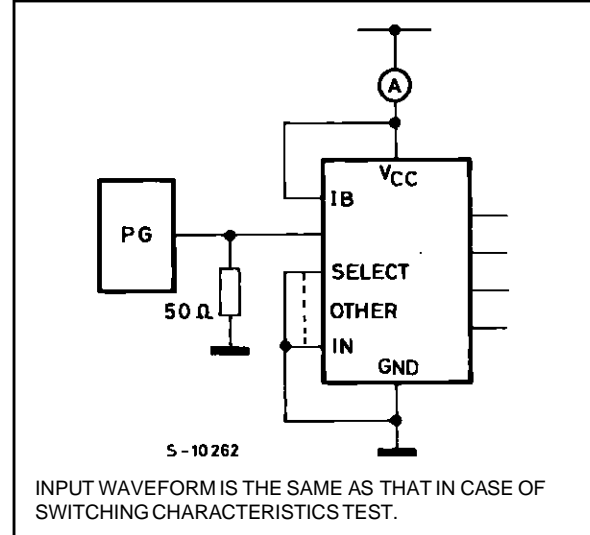 A
VCC
IB
PG
SELECT
50 Ω
OTHER
IN
GND
S-10262
INPUT WAVEFORM IS THE SAME AS THAT IN CASE OF
SWITCHING CHARACTERISTICS TEST.